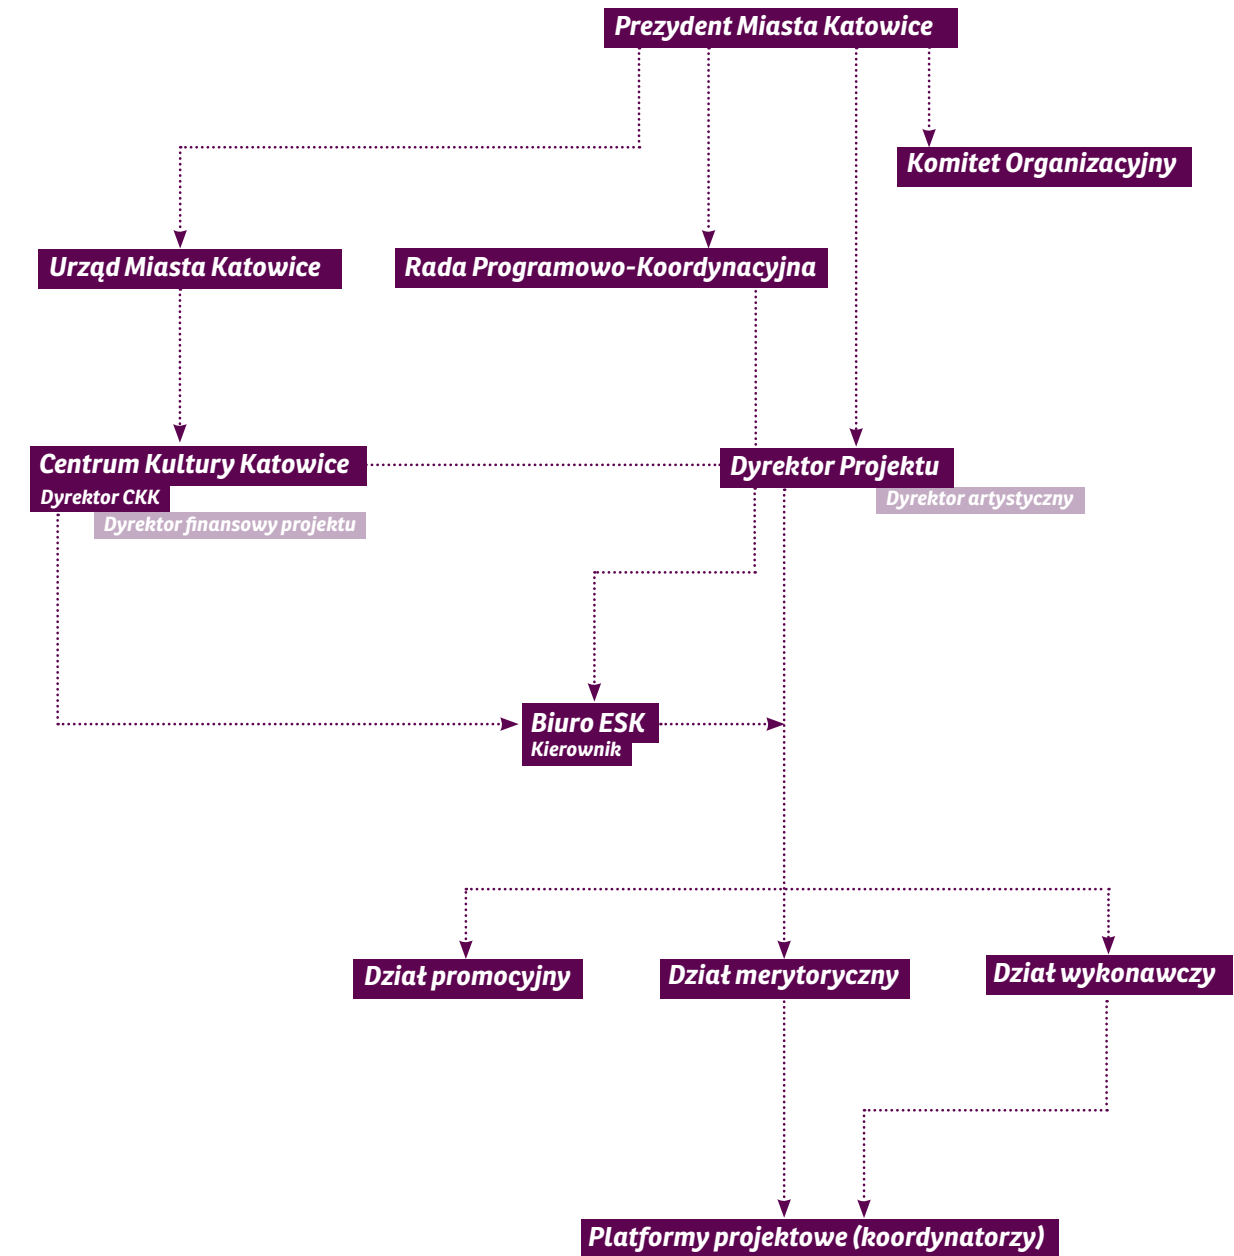 Prezydent Miasta Katowice
Komitet Organizacyjny
Urząd Miasta Katowice
Rada Programowo-Koordynacyjna
Centrum Kultury Katowice
Dyrektor CKK
Dyrektor finansowy projektu
Dyrektor Projektu
Dyrektor artystyczny
Biuro ESK
Kierownik
Dział promocyjny
Dział merytoryczny
Dział wykonawczy
Platformy projektowe (koordynatorzy)